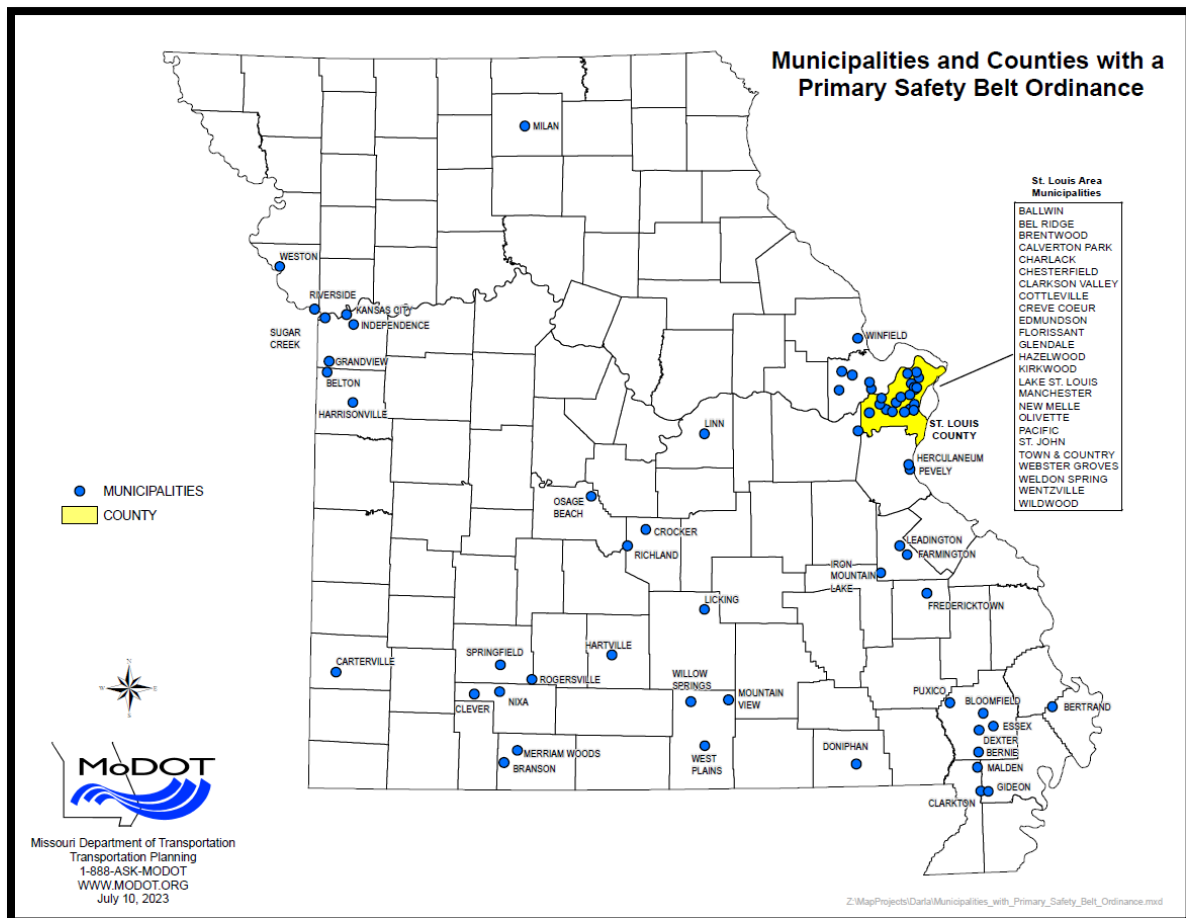 Municipalities and Counties with a
Primary Safety Belt Ordinance
MILAN
St. Louis Area
Municipalities
BALLWIN
BEL RIDGE
BRENTWOOD
CALVERTON PARK
CHARLACK
CHESTERFIELD
CLARKSON VALLEY
COTTLEVILLE
CREVE COEUR
EDMUNDSON
FLORISSANT
GLENDALE
HAZELWOOD
KIRKWOOD
LAKE ST. LOUIS
MANCHESTER
NEW MELLE
OLIVETTE
PACIFIC
ST. JOHN
TOWN & COUNTRY
WEBSTER GROVES
WELDON SPRING
WENTZVILLE
WILDWOOD
WESTON
RIVERSIDE
KANSAS CITY
INDEPENDENCE
SUGAR
CREEK
GRANDVIEW
BELTON
HARRISONVILLE
WINFIELD
LINN
ST. LOUIS
COUNTY
HERCULANEUM
PEVELY
MUNICIPALITIES
COUNTY
OSAGE
BEACH
CROCKER
RICHLAND
LEADINGTON
FARMINGTON
IRON
MOUNTAIN
LAKE
LICKING
FREDERICKTOWN
HARTVILLE
SPRINGFIELD
CARTERVILLE
ROGERSVILLE
WILLOW
SPRINGS
MOUNTAIN
VIEW
CLEVER
NIXA
PUXICO
BLOOMFIELD
BERTRAND
ESSEX
DEXTER
BERNIE
MERRIAM WOODS
BRANSON
WEST
PLAINS
DONIPHAN
MALDEN
GIDEON
CLARKTON
N
W
E
S
MoDOT
Missouri Department of Transportation
Transportation Planning
1-888-ASK-MODOT
WWW.MODOT.ORG
July 10, 2023
Z:\MapProjects\Darla\Municipalities_with_Primary_Safety_Belt_Ordinance.mxd